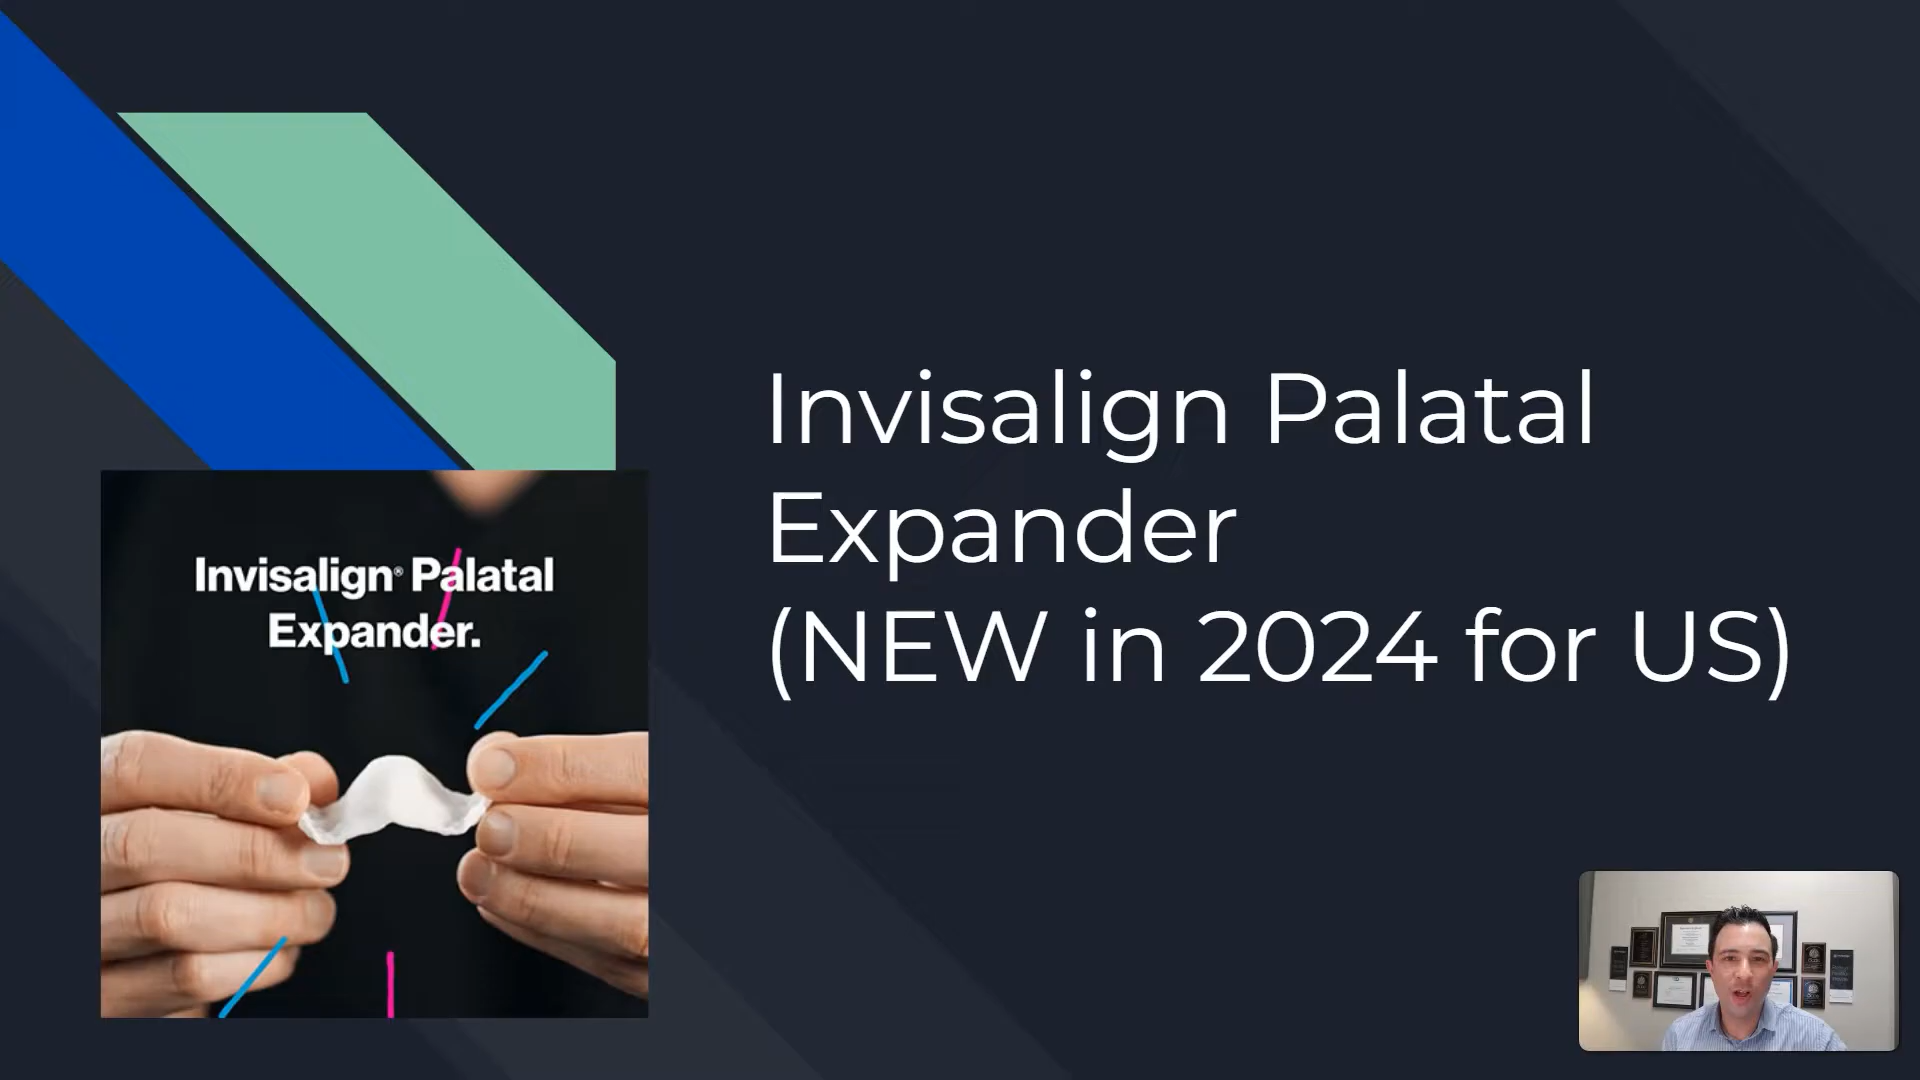 Invisalign Palatal
Expander
(NEW in 2024 for US)
Invisalign® Palatal
Expander.